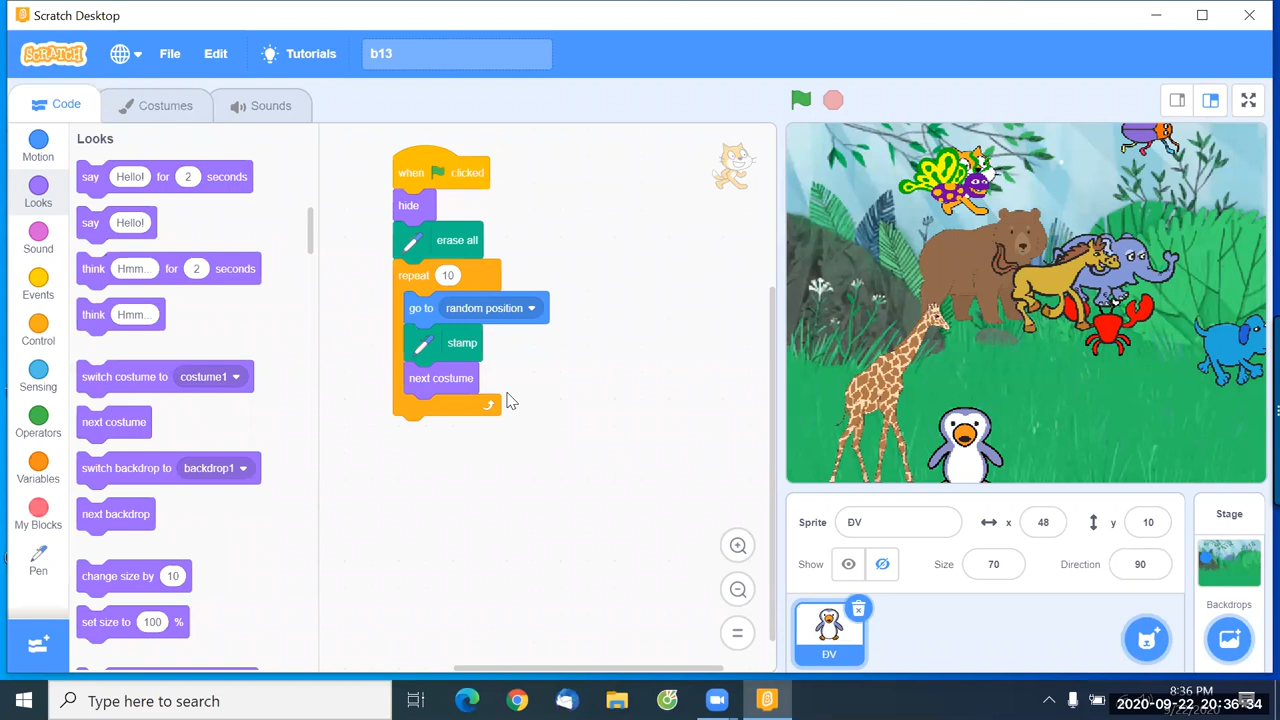 Scratch Desktop
SCRATCH
File
Edit
Tutorials
b13
Code
Costumes
Sounds
Motion
Looks
Sound
Events
Control
Sensing
Operators
Variables
My Blocks
Pen
Looks
say Hello! for 2 seconds
say Hello!
think Hmm... for 2 seconds
think Hmm...
switch costume to costume1
next costume
switch backdrop to backdrop1
next backdrop
change size by 10
set size to 100 %
when clicked
hide
erase all
repeat 10
go to random position
stamp
next costume
Sprite ĐV x 48 y 10
Show Size 70 Direction 90
ĐV
Stage
Backdrops
Type here to search
8:36 PM
2020-09-22 20:36:34